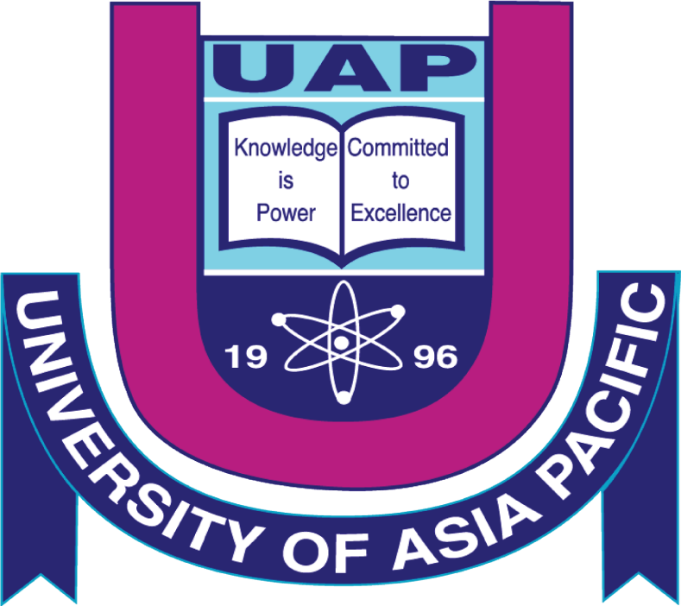 UAP
Knowledge
is
Power
Committed
to
Excellence
19 96
UNIVERSITY OF ASIA PACIFIC